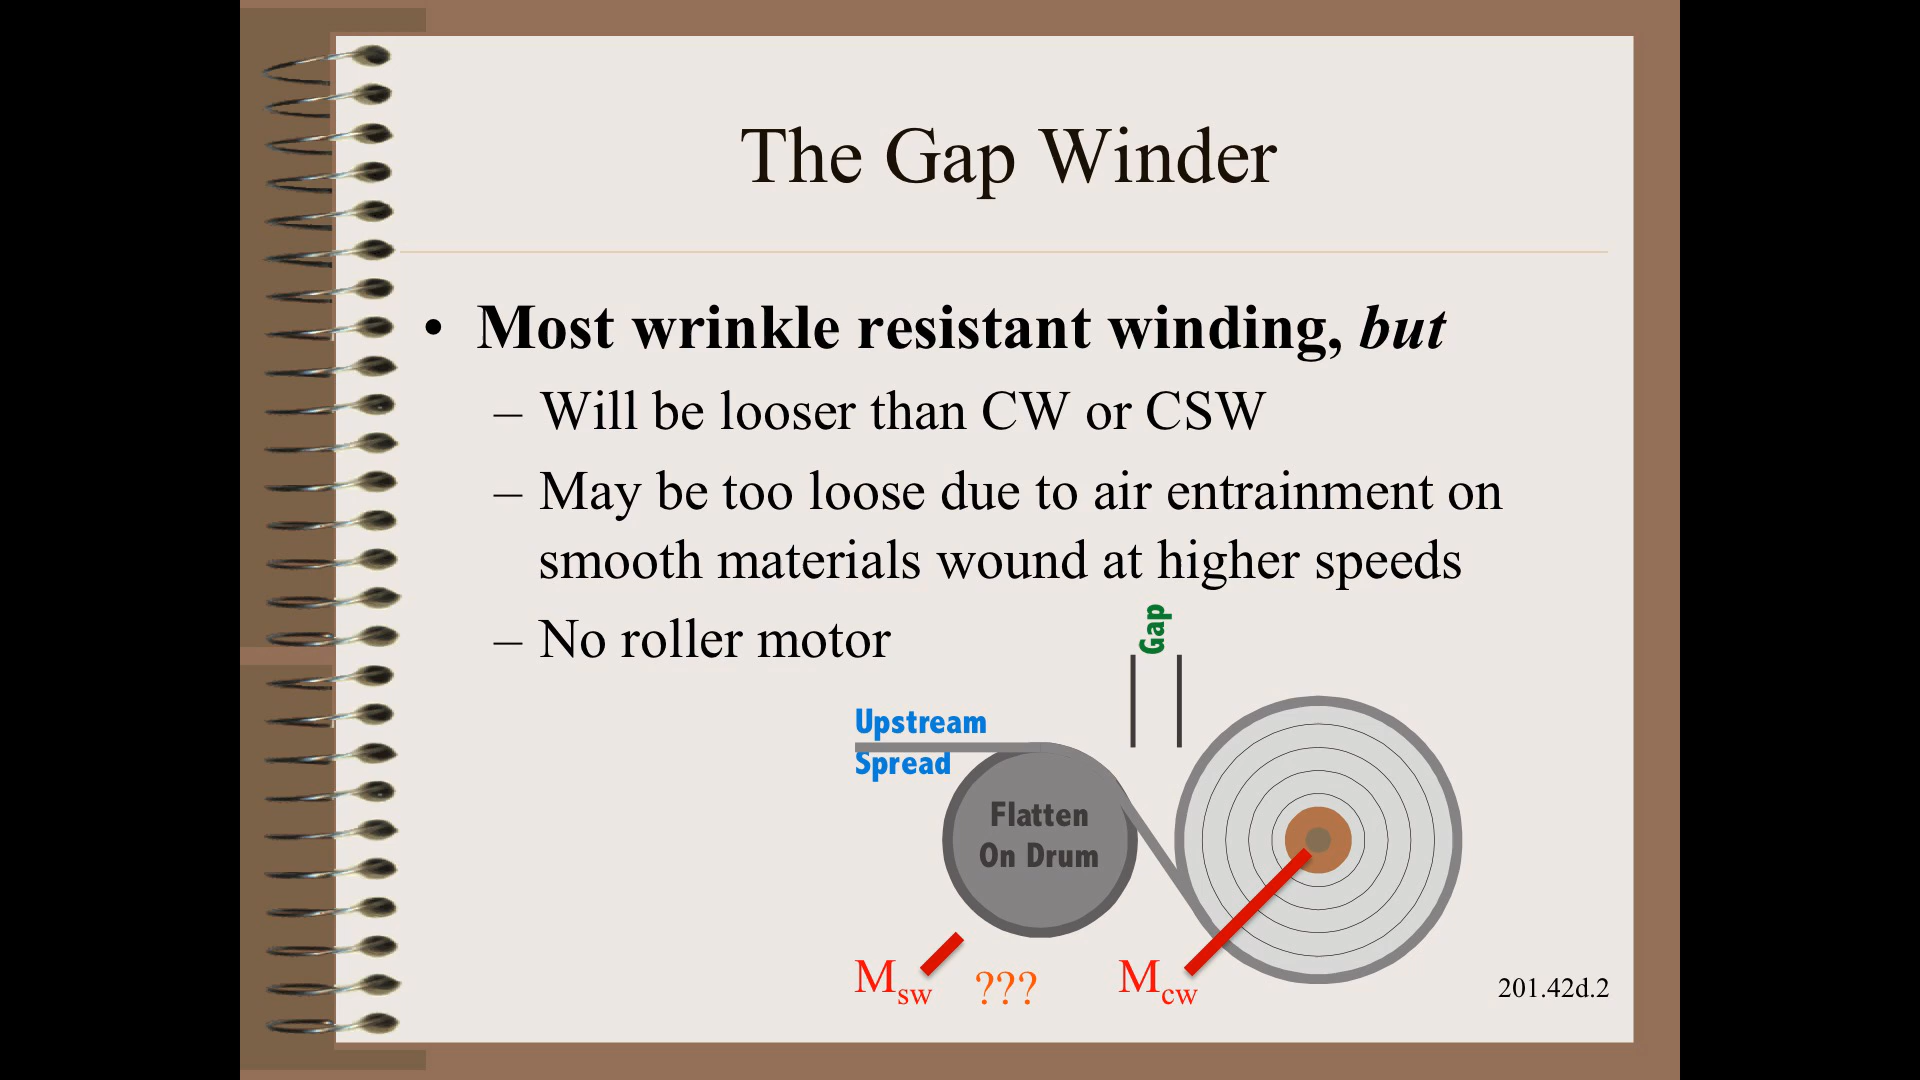 The Gap Winder
• Most wrinkle resistant winding, but
– Will be looser than CW or CSW
– May be too loose due to air entrainment on
smooth materials wound at higher speeds
– No roller motor
Gap
Upstream
Spread
Flatten
On Drum
Msw ??? Mcw
201.42d.2